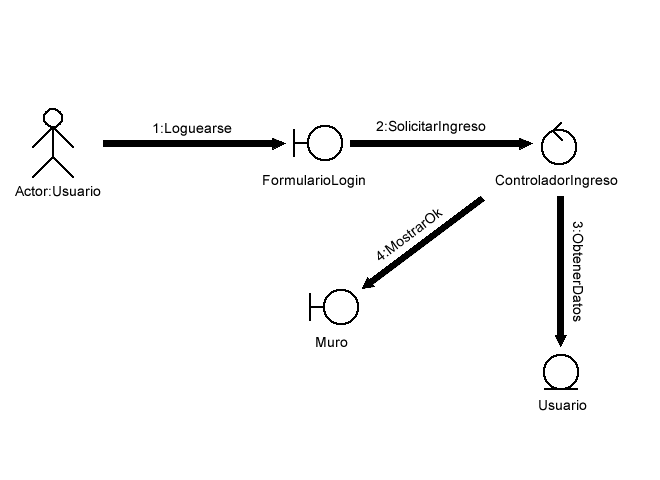 1:Loguearse
2:SolicitarIngreso
Actor:Usuario
FormularioLogin
ControladorIngreso
4:MostrarOk
3:ObtenerDatos
Muro
Usuario